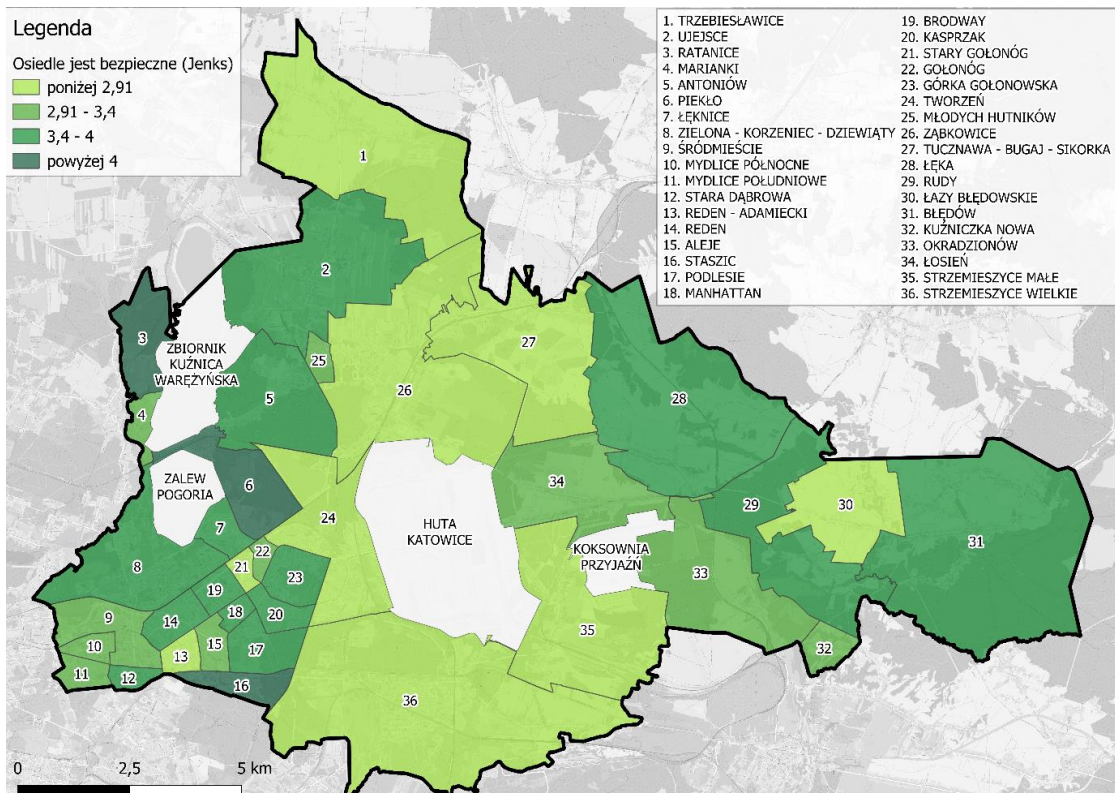 Legenda
Osiedle jest bezpieczne (Jenks)
poniżej 2,91
2,91 - 3,4
3,4 - 4
powyżej 4
1. TRZEBIESŁAWICE
2. UJEJSCE
3. RATANICE
4. MARIANKI
5. ANTONIÓW
6. PIEKŁO
7. ŁĘKNICE
8. ZIELONA - KORZENIEC - DZIEWIĄTY
9. ŚRÓDMIEŚCIE
10. MYDLICE PÓŁNOCNE
11. MYDLICE POŁUDNIOWE
12. STARA DĄBROWA
13. REDEN - ADAMIECKI
14. REDEN
15. ALEJE
16. STASZIC
17. PODLESIE
18. MANHATTAN
19. BRODWAY
20. KASPRZAK
21. STARY GOŁONÓG
22. GOŁONÓG
23. GÓRKA GOŁONOWSKA
24. TWORZEŃ
25. MŁODYCH HUTNIKÓW
26. ZĄBKOWICE
27. TUCZNAWA - BUGAJ - SIKORKA
28. ŁĘKA
29. RUDY
30. ŁAZY BŁĘDOWSKIE
31. BŁĘDÓW
32. KUŹNICZKA NOWA
33. OKRADZIONÓW
34. ŁOSIEŃ
35. STRZEMIESZYCE MAŁE
36. STRZEMIESZYCE WIELKIE
1
2
3
ZBIORNIK
KUŹNICA
WARĘŻYŃSKA
25
27
26
5
4
28
ZALEW
POGORIA
6
34
30
24
7
29
HUTA
KATOWICE
KOKSOWNIA
PRZYJAŹŃ
31
22
21
8
23
33
19
18
20
9
14
15
10
17
32
13
35
11
12
16
36
0
2,5
5 km